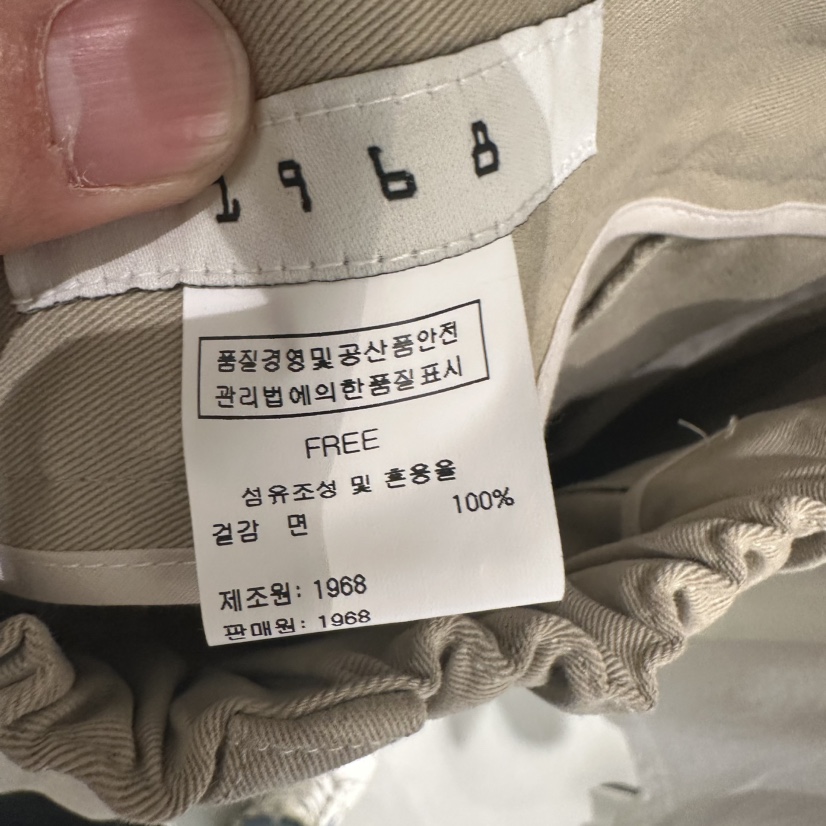 1968
품질경영및공산품안전
관리법에의한품질표시
FREE
섬유조성 및 혼용율
걸감 면 100%
제조원: 1968
판매원: 1968